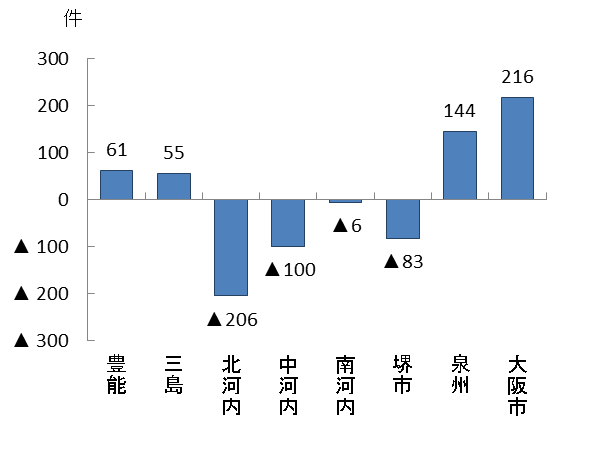 件
300
200
100
0
▲ 100
▲ 200
▲ 300
61
55
▲206
▲100
▲6
▲83
144
216
豊能
三島
北河内
中河内
南河内
堺市
泉州
大阪市